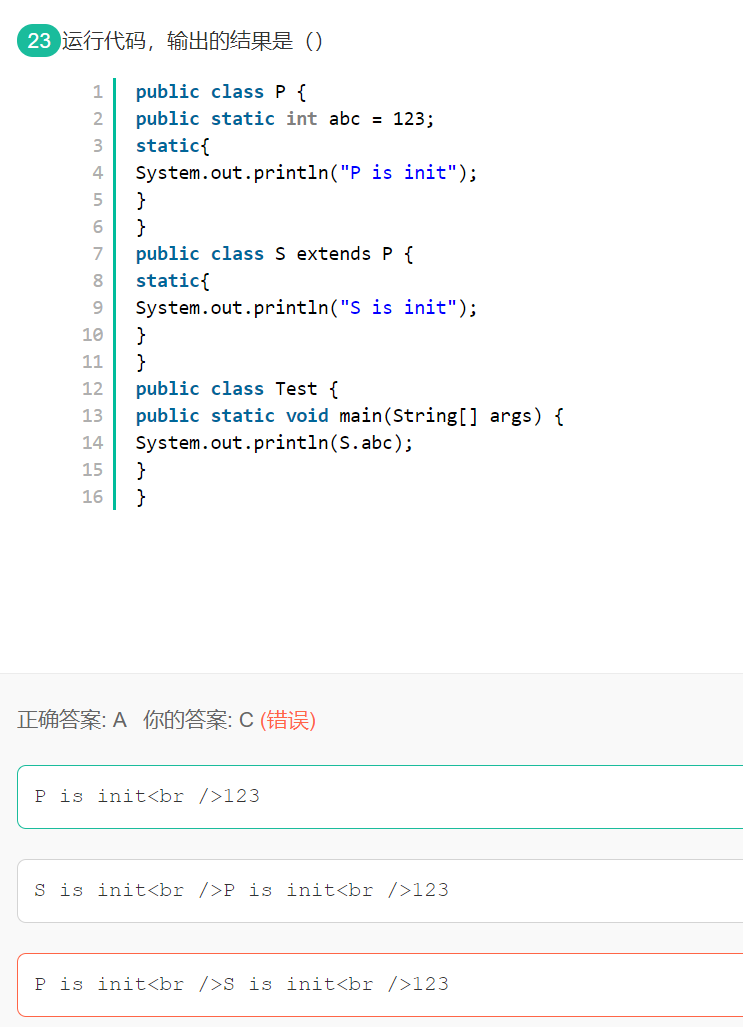 23 运行代码，输出的结果是（）
1 public class P {
2 public static int abc = 123;
3 static{
4 System.out.println("P is init");
5 }
6 }
7 public class S extends P {
8 static{
9 System.out.println("S is init");
10 }
11 }
12 public class Test {
13 public static void main(String[] args) {
14 System.out.println(S.abc);
15 }
16 }
正确答案: A 你的答案: C (错误)
P is init<br />123
S is init<br />P is init<br />123
P is init<br />S is init<br />123